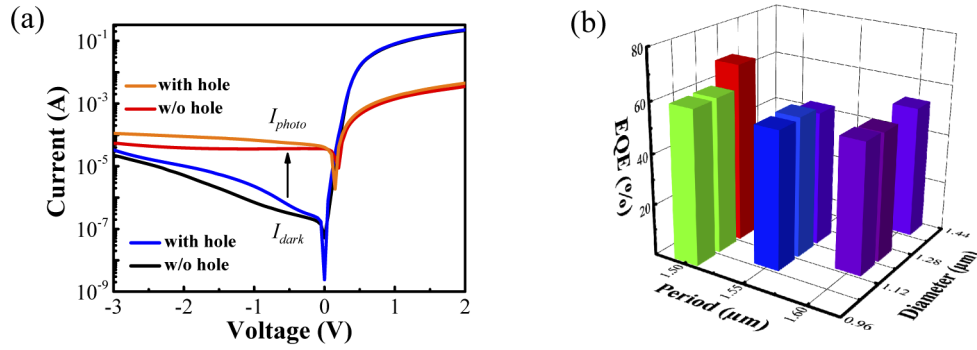 (a)
10⁻¹
10⁻³
10⁻⁵
10⁻⁷
10⁻⁹
Current (A)
with hole
w/o hole
I_photo
I_dark
with hole
w/o hole
-3
-2
-1
0
1
2
Voltage (V)
(b)
80
60
40
20
EQE (%)
1.50
1.55
1.60
Period (μm)
0.96
1.12
1.28
1.44
Diameter (μm)